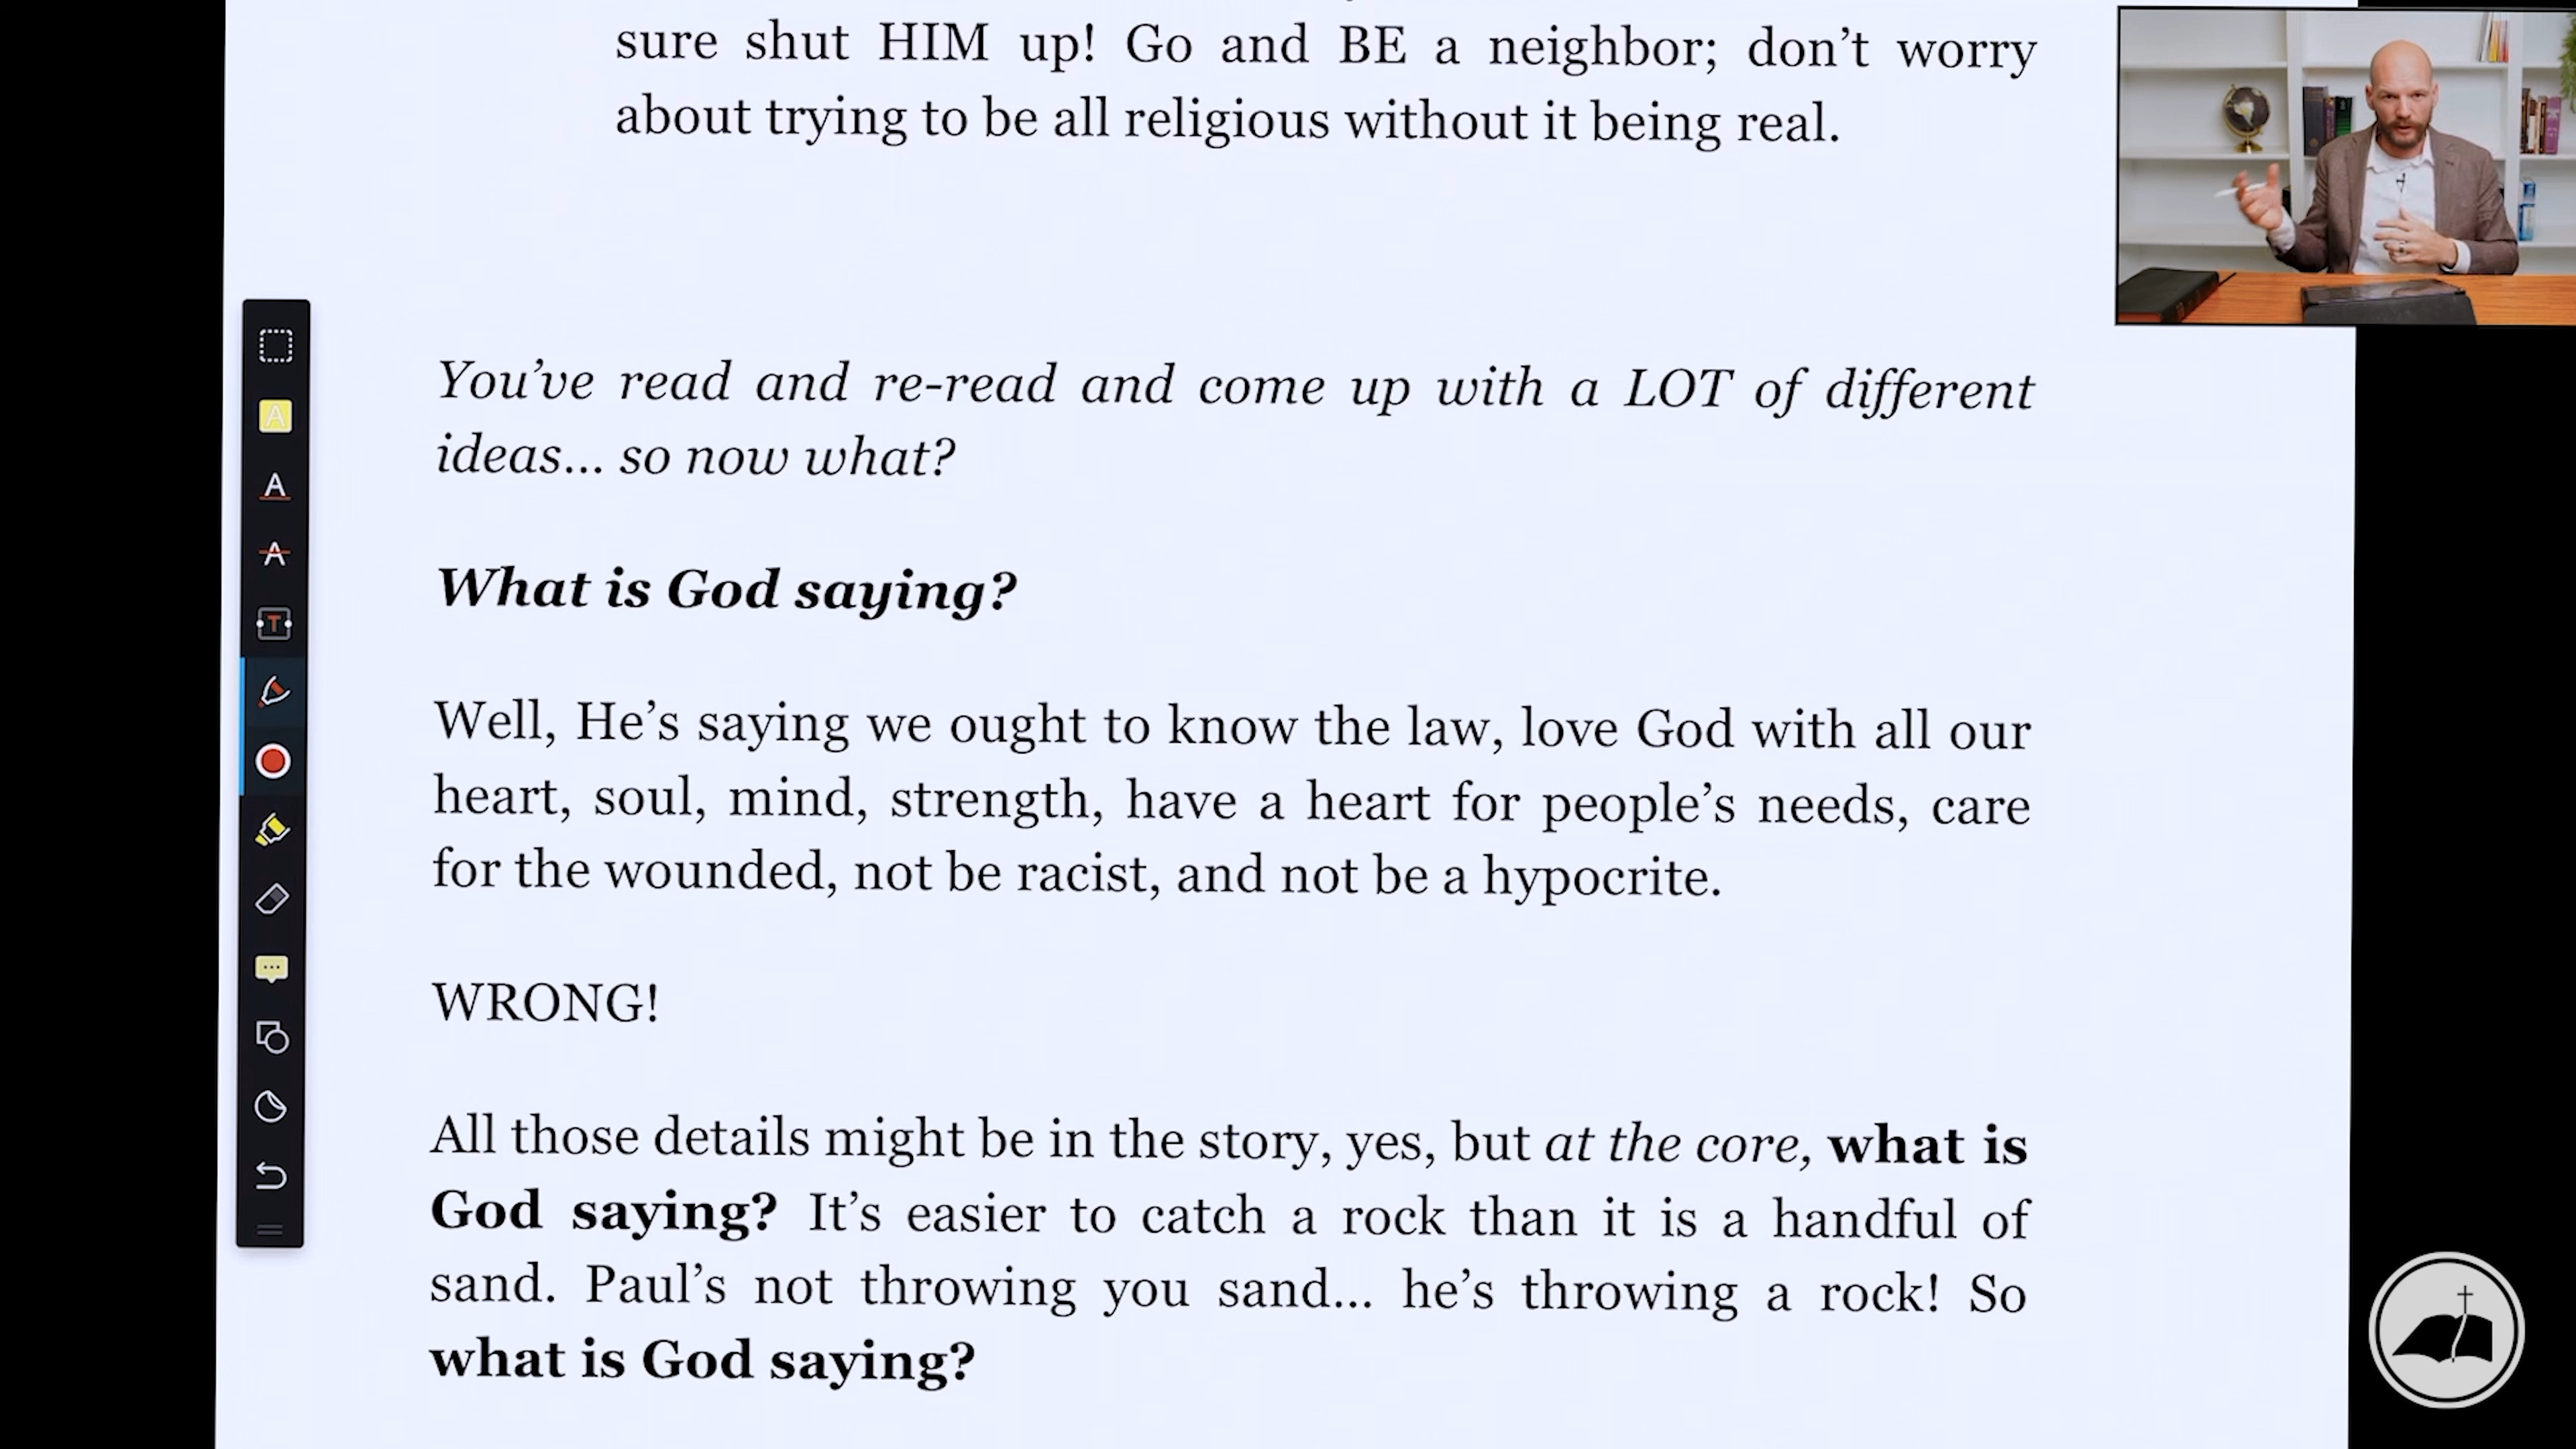 sure shut HIM up! Go and BE a neighbor; don’t worry
about trying to be all religious without it being real.
You’ve read and re-read and come up with a LOT of different
ideas… so now what?
What is God saying?
Well, He’s saying we ought to know the law, love God with all our
heart, soul, mind, strength, have a heart for people’s needs, care
for the wounded, not be racist, and not be a hypocrite.
WRONG!
All those details might be in the story, yes, but at the core, what is
God saying? It’s easier to catch a rock than it is a handful of
sand. Paul’s not throwing you sand… he’s throwing a rock! So
what is God saying?
A
A
A
T